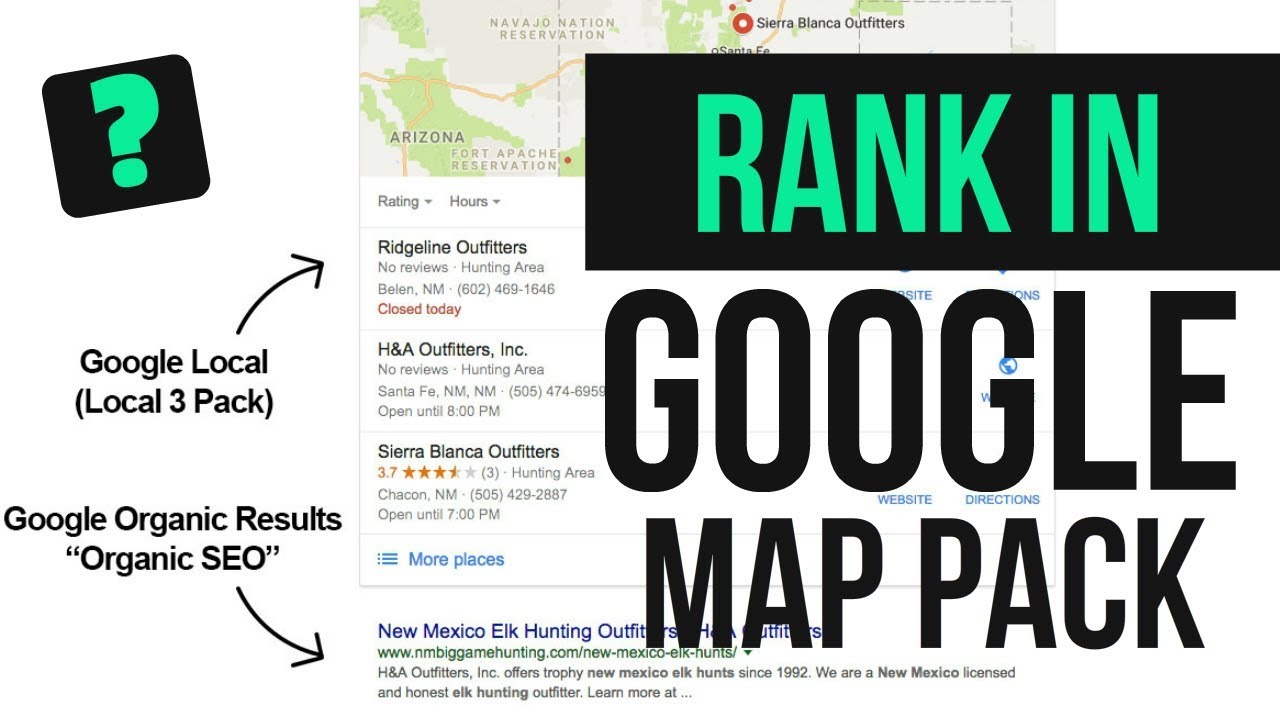 NAVAJO NATION
RESERVATION
Sierra Blanca Outfitters
Santa Fe
ARIZONA
FORT APACHE
RESERVATION
?
RANK IN
GOOGLE
MAP PACK
Rating
Hours
Ridgeline Outfitters
No reviews · Hunting Area
Belen, NM · (602) 469-1646
Closed today
H&A Outfitters, Inc.
No reviews · Hunting Area
Santa Fe, NM, NM · (505) 474-6959
Open until 8:00 PM
Sierra Blanca Outfitters
3.7 ★★★★★ (3) · Hunting Area
Chacon, NM · (505) 429-2887
Open until 7:00 PM
WEBSITE DIRECTIONS
More places
Google Local
(Local 3 Pack)
Google Organic Results
“Organic SEO”
New Mexico Elk Hunting Outfitters | H&A Outfitters
www.nmbiggamehunting.com/new-mexico-elk-hunts/
H&A Outfitters, Inc. offers trophy new mexico elk hunts since 1992. We are a New Mexico licensed
and honest elk hunting outfitter. Learn more at ...